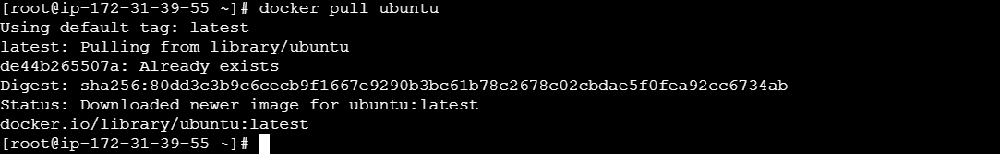 [root@ip-172-31-39-55 ~]# docker pull ubuntu
Using default tag: latest
latest: Pulling from library/ubuntu
de44b265507a: Already exists
Digest: sha256:80dd3c3b9c6cecb9f1667e9290b3bc61b78c2678c02cbdae5f0fea92cc6734ab
Status: Downloaded newer image for ubuntu:latest
docker.io/library/ubuntu:latest
[root@ip-172-31-39-55 ~]#